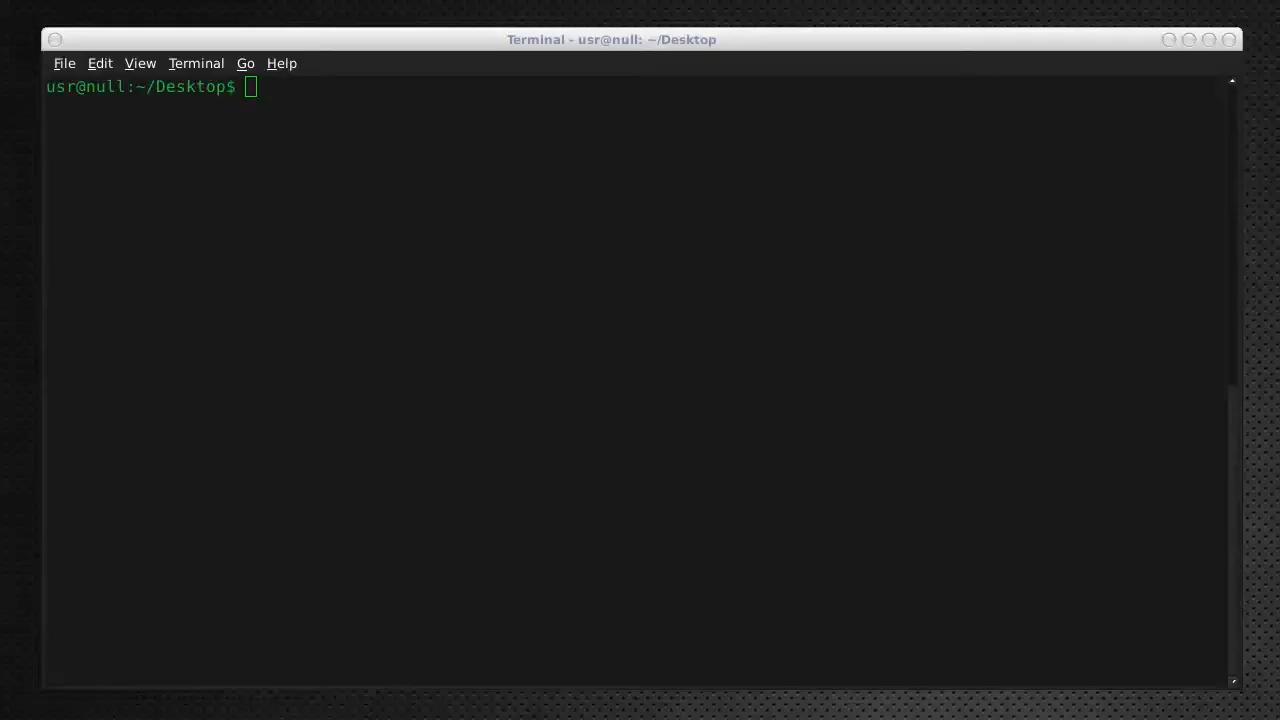 Terminal - usr@null: ~/Desktop
File Edit View Terminal Go Help
usr@null:~/Desktop$